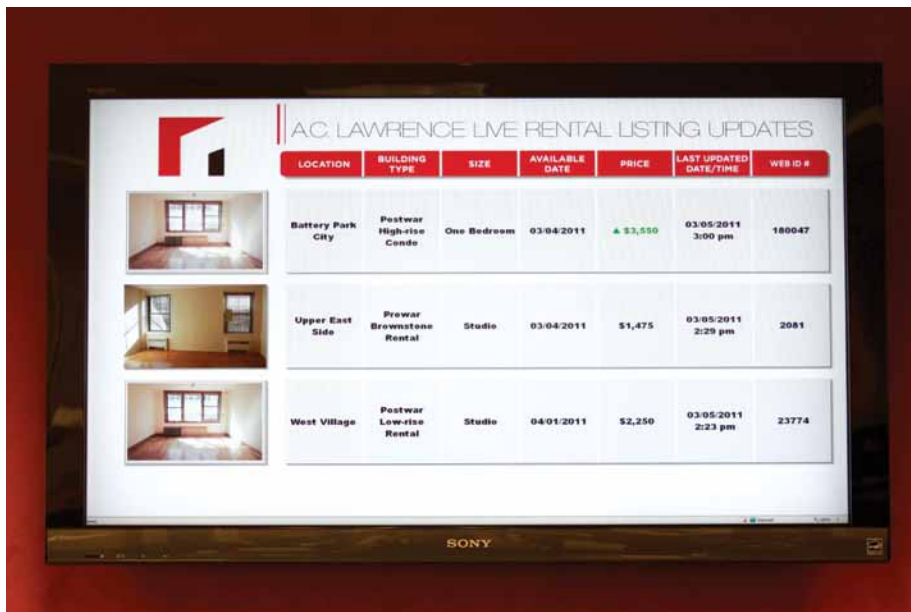 A.C. LAWRENCE LIVE RENTAL LISTING UPDATES
LOCATION BUILDING TYPE SIZE AVAILABLE DATE PRICE LAST UPDATED DATE/TIME WEB ID #
Battery Park City Postwar High-rise Condo One Bedroom 03/04/2011 ▲ $3,550 03/05/2011 3:00 pm 180047
Upper East Side Prewar Brownstone Rental Studio 03/04/2011 $1,475 03/05/2011 2:29 pm 2081
West Village Postwar Low-rise Rental Studio 04/01/2011 $2,250 03/05/2011 2:23 pm 23774
SONY